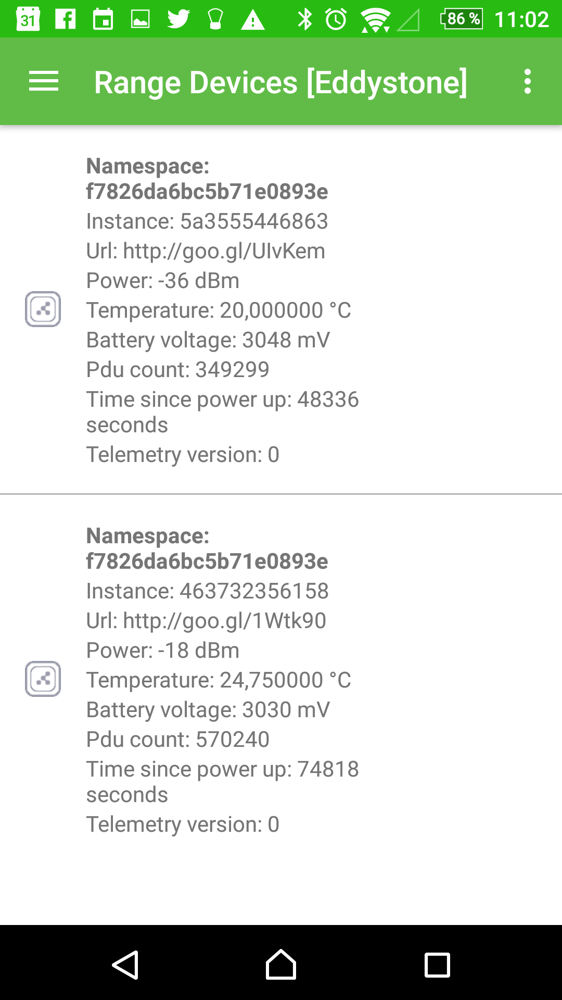 31 86 % 11:02
Range Devices [Eddystone]
Namespace:
f7826da6bc5b71e0893e
Instance: 5a3555446863
Url: http://goo.gl/UIvKem
Power: -36 dBm
Temperature: 20,000000 °C
Battery voltage: 3048 mV
Pdu count: 349299
Time since power up: 48336
seconds
Telemetry version: 0
Namespace:
f7826da6bc5b71e0893e
Instance: 463732356158
Url: http://goo.gl/1Wtk90
Power: -18 dBm
Temperature: 24,750000 °C
Battery voltage: 3030 mV
Pdu count: 570240
Time since power up: 74818
seconds
Telemetry version: 0